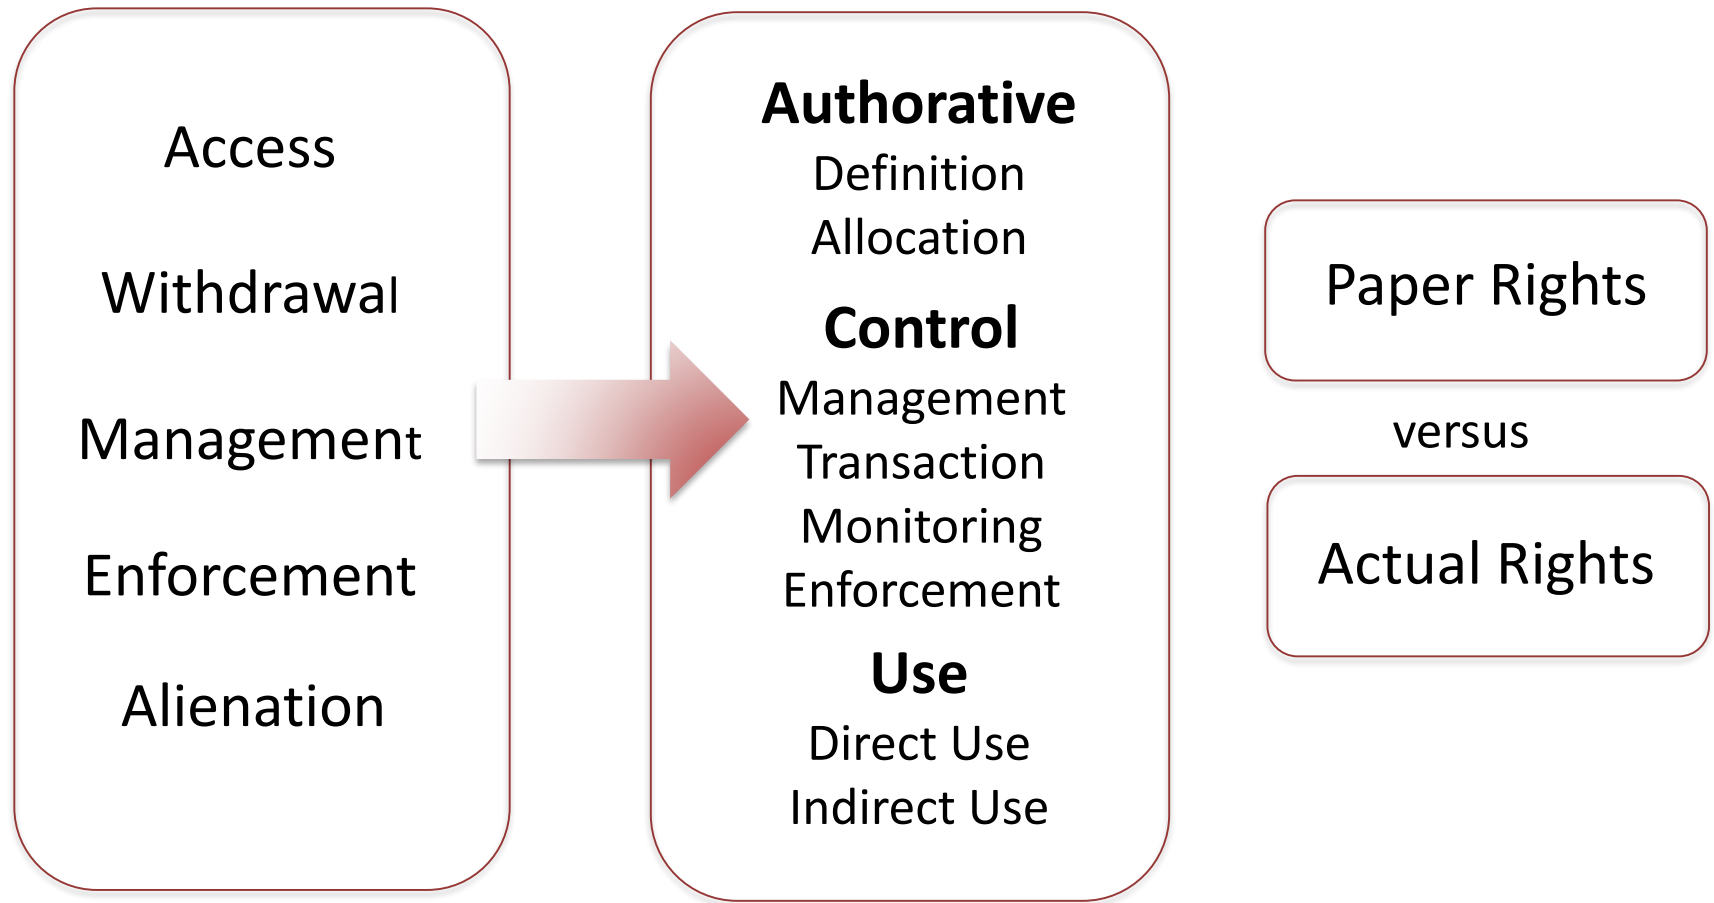 Access
Withdrawal
Management
Enforcement
Alienation
Authorative
Definition
Allocation
Control
Management
Transaction
Monitoring
Enforcement
Use
Direct Use
Indirect Use
Paper Rights
versus
Actual Rights